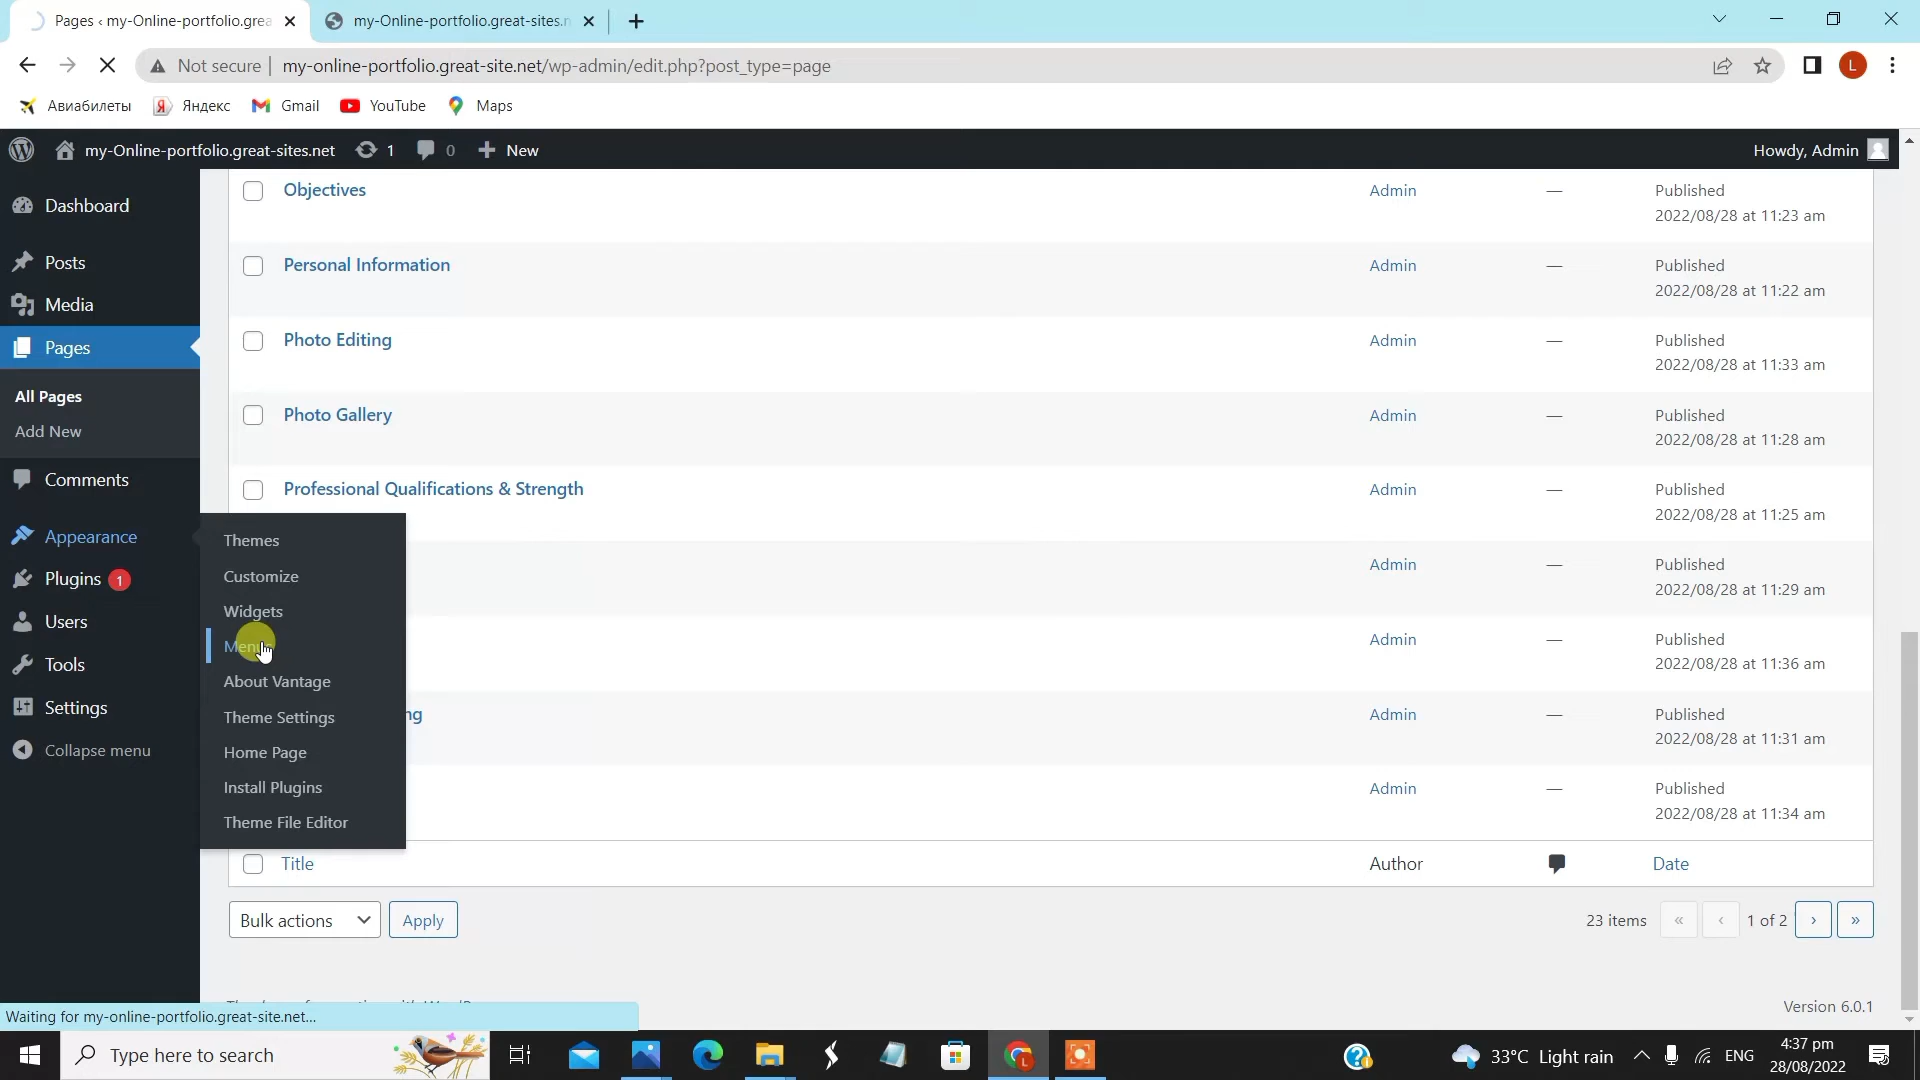 Pages ‹ my-Online-portfolio.grea
my-Online-portfolio.great-sites.n
Not secure | my-online-portfolio.great-site.net/wp-admin/edit.php?post_type=page
L
Авиабилеты
Яндекс
Gmail
YouTube
Maps
my-Online-portfolio.great-sites.net
1
0
New
Howdy, Admin
Dashboard
Posts
Media
Pages
All Pages
Add New
Comments
Appearance
Plugins 1
Users
Tools
Settings
Collapse menu
Themes
Customize
Widgets
About Vantage
Theme Settings
Home Page
Install Plugins
Theme File Editor
Objectives Admin — Published
2022/08/28 at 11:23 am
Personal Information Admin — Published
2022/08/28 at 11:22 am
Photo Editing Admin — Published
2022/08/28 at 11:33 am
Photo Gallery Admin — Published
2022/08/28 at 11:28 am
Professional Qualifications & Strength Admin — Published
2022/08/28 at 11:25 am
Admin — Published
2022/08/28 at 11:29 am
Admin — Published
2022/08/28 at 11:36 am
ng Admin — Published
2022/08/28 at 11:31 am
Admin — Published
2022/08/28 at 11:34 am
Title Author Date
Bulk actions Apply
23 items « ‹ 1 of 2 › »
Version 6.0.1
Waiting for my-online-portfolio.great-site.net...
Type here to search
33°C Light rain
ENG
4:37 pm
28/08/2022